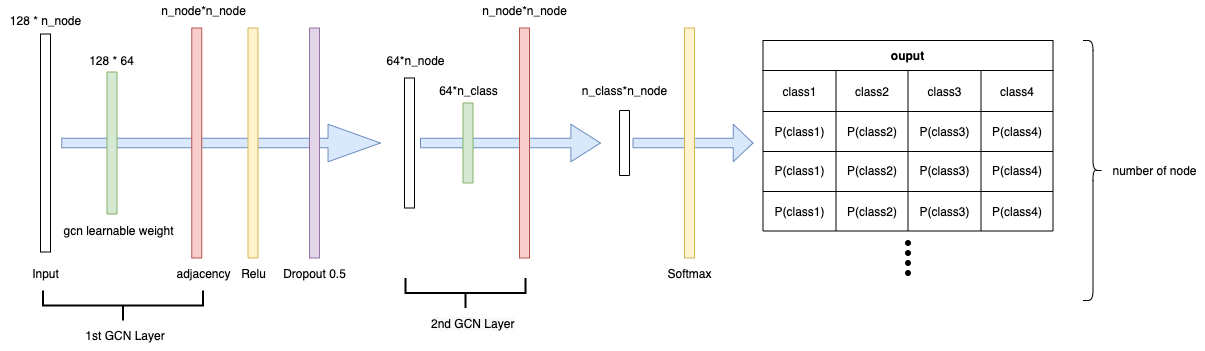 128 * n_node
128 * 64
gcn learnable weight
Input
n_node*n_node
adjacency
Relu
Dropout 0.5
1st GCN Layer
64*n_node
64*n_class
n_node*n_node
2nd GCN Layer
n_class*n_node
Softmax
ouput
class1 class2 class3 class4
P(class1) P(class2) P(class3) P(class4)
P(class1) P(class2) P(class3) P(class4)
P(class1) P(class2) P(class3) P(class4)
number of node